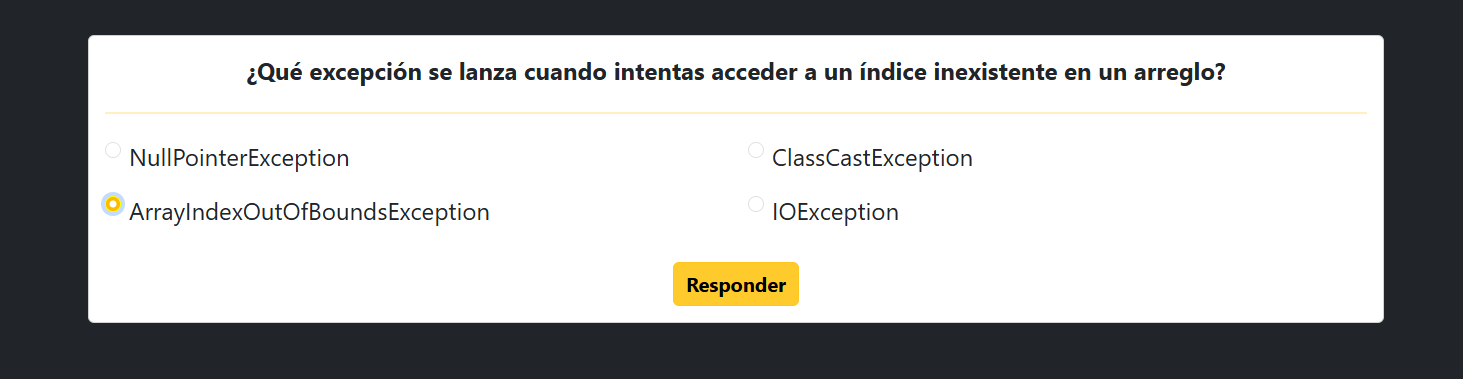 ¿Qué excepción se lanza cuando intentas acceder a un índice inexistente en un arreglo?
NullPointerException
ClassCastException
ArrayIndexOutOfBoundsException
IOException
Responder